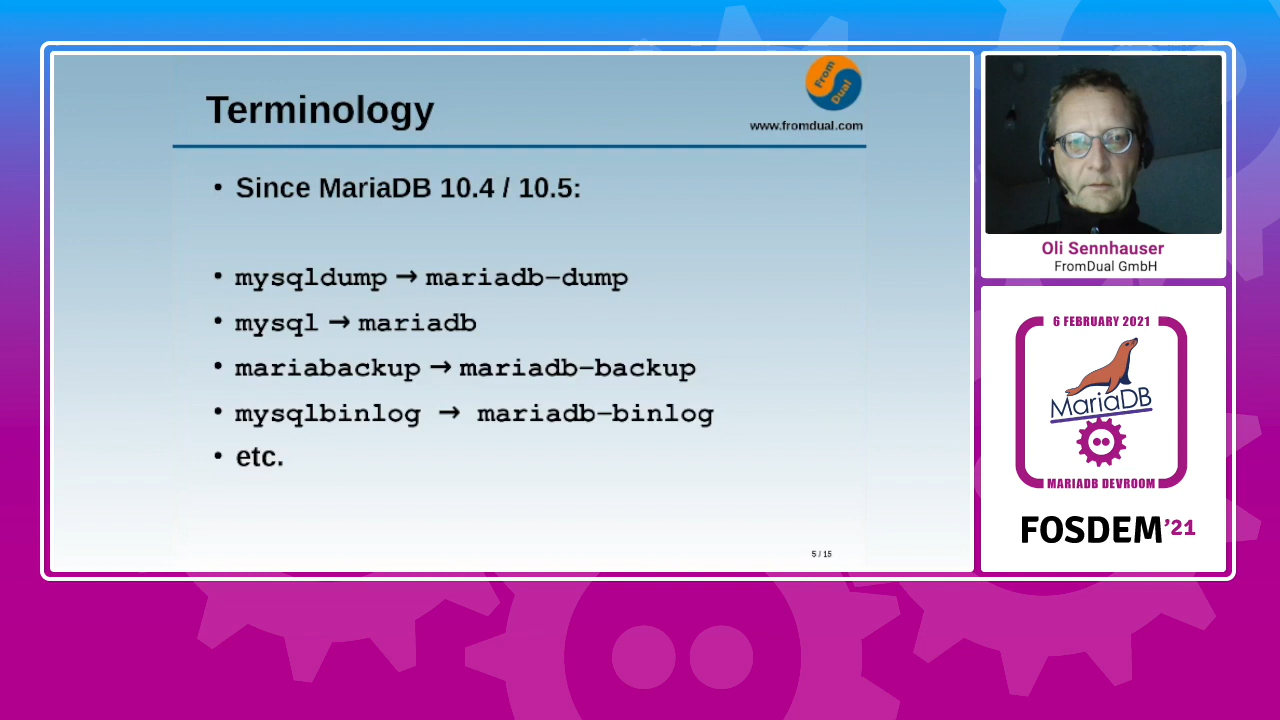 Terminology
From
Dual
www.fromdual.com
• Since MariaDB 10.4 / 10.5:
• mysqldump → mariadb-dump
• mysql → mariadb
• mariabackup → mariadb-backup
• mysqlbinlog → mariadb-binlog
• etc.
5 / 15
Oli Sennhauser
FromDual GmbH
6 FEBRUARY 2021
MariaDB
MARIADB DEVROOM
FOSDEM'21